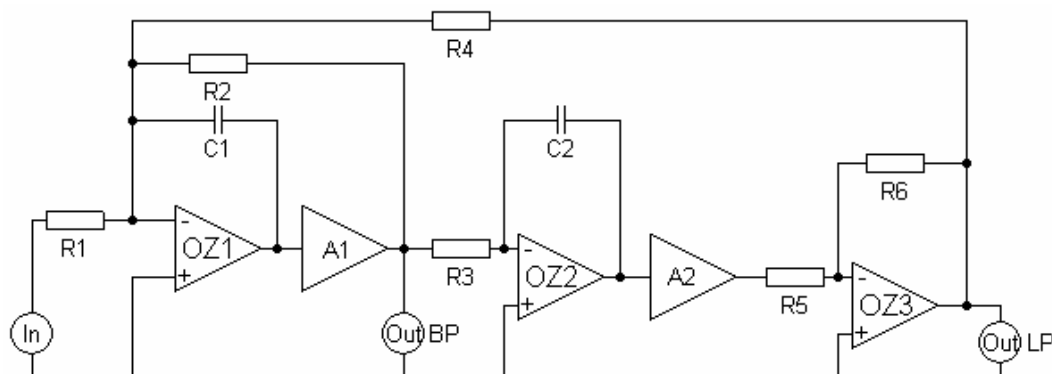 R4
R2
C1
C2
R6
R1
-
OZ1
+
A1
R3
-
OZ2
+
A2
R5
-
OZ3
+
In
Out BP
Out LP